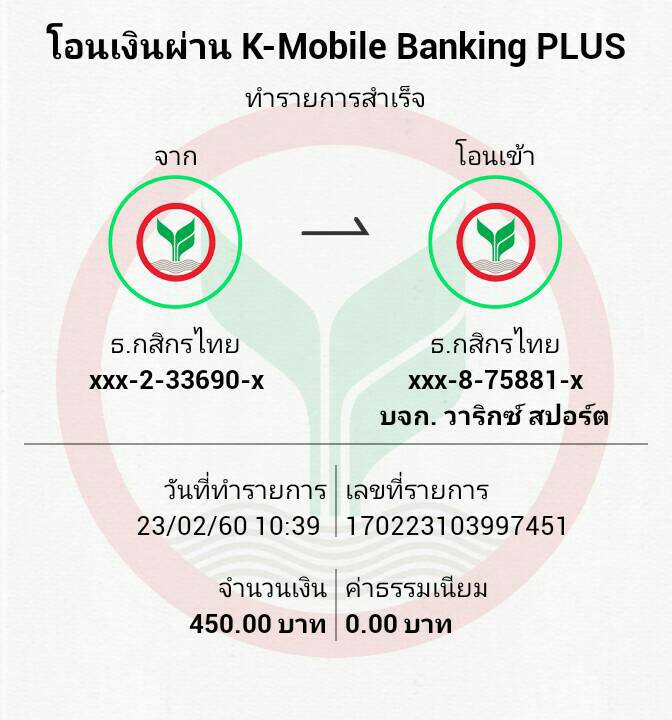 โอนเงินผ่าน K-Mobile Banking PLUS
ทำรายการสำเร็จ
จาก
โอนเข้า
ธ.กสิกรไทย
xxx-2-33690-x
ธ.กสิกรไทย
xxx-8-75881-x
บจก. วาริกซ์ สปอร์ต
วันที่ทำรายการ
23/02/60 10:39
เลขที่รายการ
170223103997451
จำนวนเงิน
450.00 บาท
ค่าธรรมเนียม
0.00 บาท